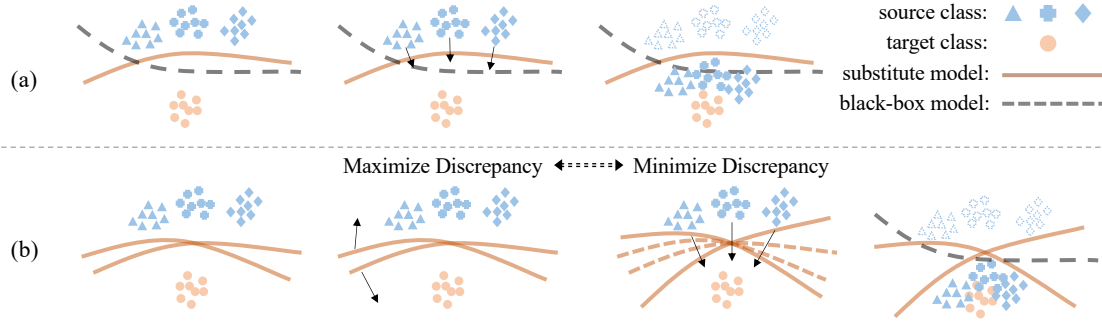 source class:
target class:
(a)
substitute model:
black-box model:
Maximize Discrepancy
Minimize Discrepancy
(b)